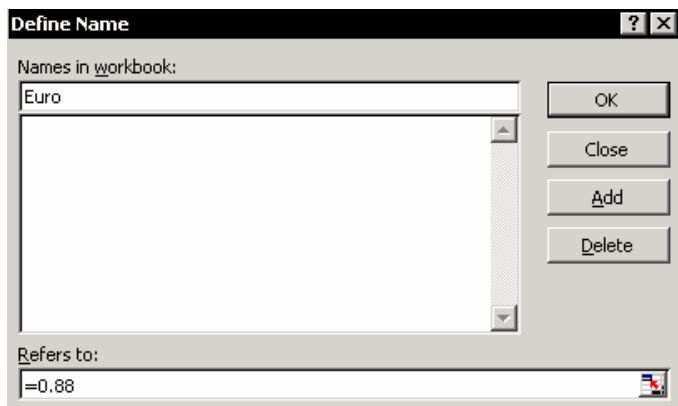 Define Name
Names in workbook:
Euro
OK
Close
Add
Delete
Refers to:
=0.88